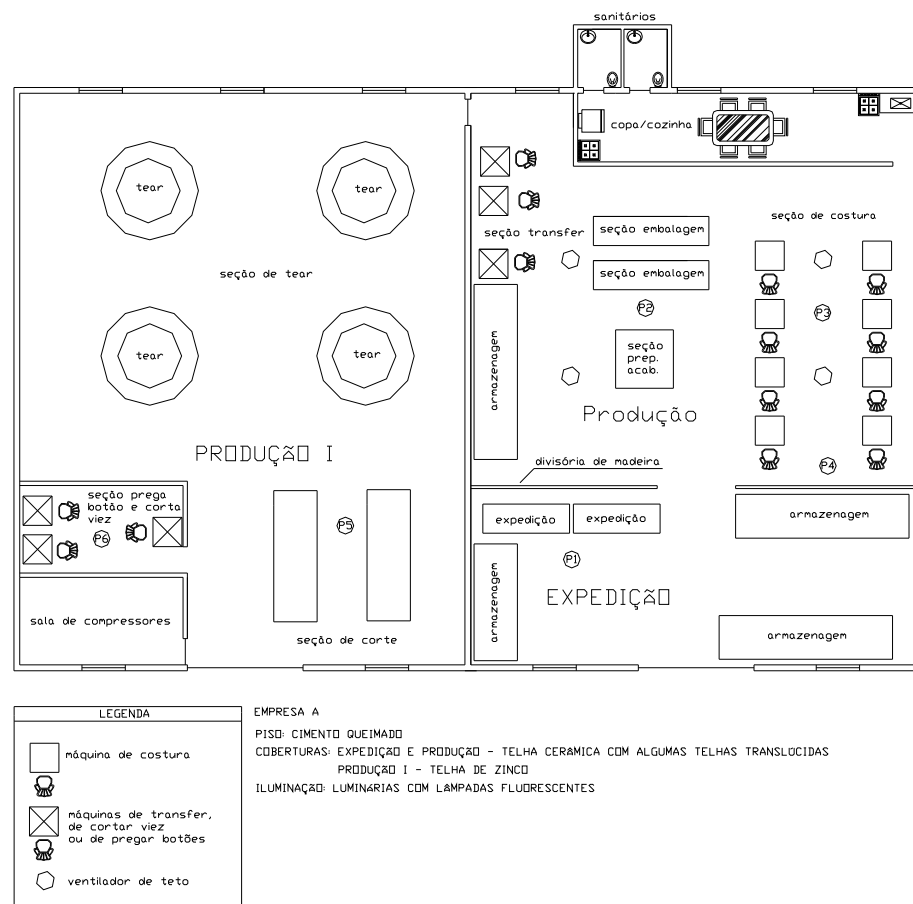 sanitários
copa/cozinha
tear
tear
seção de costura
seção transfer
seção embalagem
seção de tear
seção embalagem
P2
P3
tear
tear
armazenagem
seção
prep.
acab.
Produção
PRODUÇÃO I
divisória de madeira
P4
seção prega
botão e corta
viez
P6
P5
expedição
expedição
armazenagem
P1
armazenagem
EXPEDIÇÃO
sala de compressores
seção de corte
armazenagem
LEGENDA
máquina de costura
máquinas de transfer,
de cortar viez
ou de pregar botões
ventilador de teto
EMPRESA A
PISO: CIMENTO QUEIMADO
COBERTURAS: EXPEDIÇÃO E PRODUÇÃO - TELHA CERÂMICA COM ALGUMAS TELHAS TRANSLÚCIDAS
PRODUÇÃO I - TELHA DE ZINCO
ILUMINAÇÃO: LUMINÁRIAS COM LÂMPADAS FLUORESCENTES